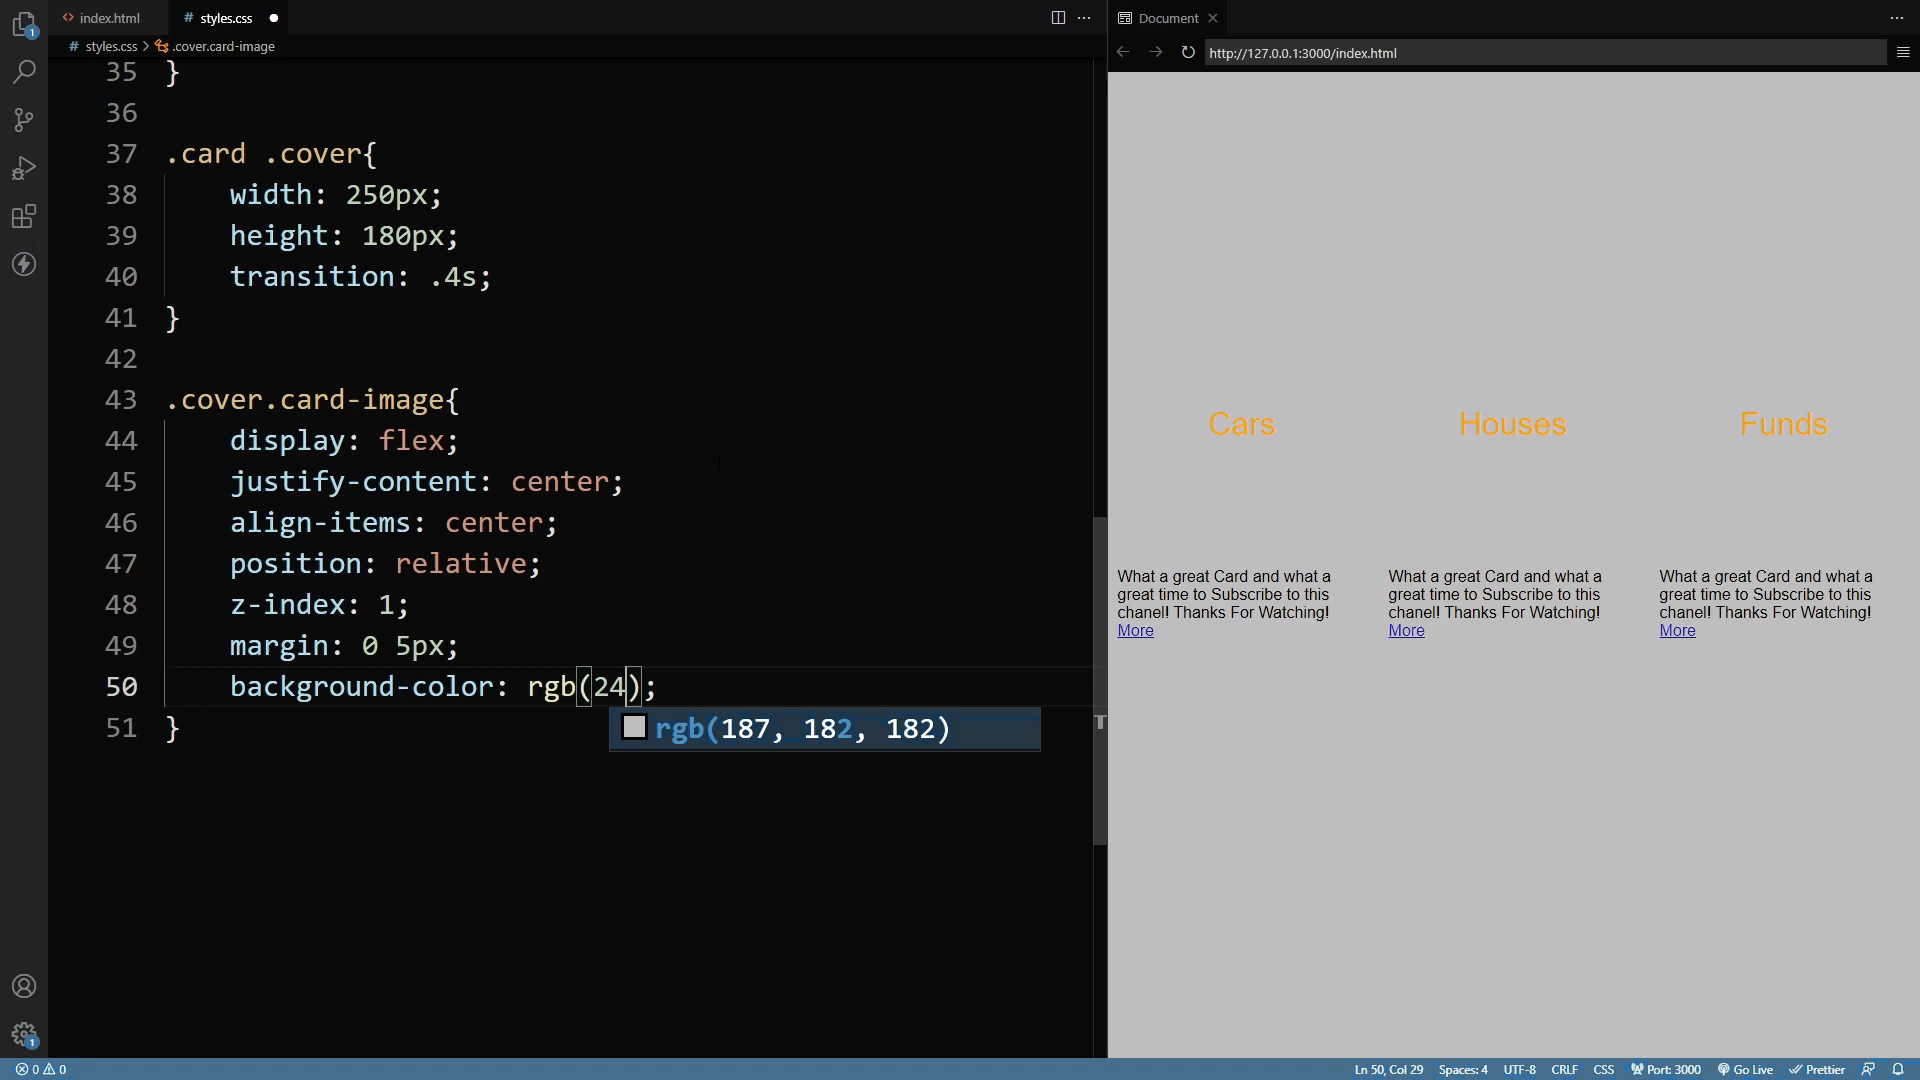 index.html
styles.css
Document
styles.css
.cover.card-image
http://127.0.0.1:3000/index.html
35 }
36
37 .card .cover{
38 width: 250px;
39 height: 180px;
40 transition: .4s;
41 }
42
43 .cover.card-image{
44 display: flex;
45 justify-content: center;
46 align-items: center;
47 position: relative;
48 z-index: 1;
49 margin: 0 5px;
50 background-color: rgb(24);
rgb(187, 182, 182)
51 }
T
1
1
Cars
Houses
Funds
What a great Card and what a
great time to Subscribe to this
chanel! Thanks For Watching!
More
What a great Card and what a
great time to Subscribe to this
chanel! Thanks For Watching!
More
What a great Card and what a
great time to Subscribe to this
chanel! Thanks For Watching!
More
0 0
Ln 50, Col 29 Spaces: 4 UTF-8 CRLF CSS Port: 3000 Go Live Prettier